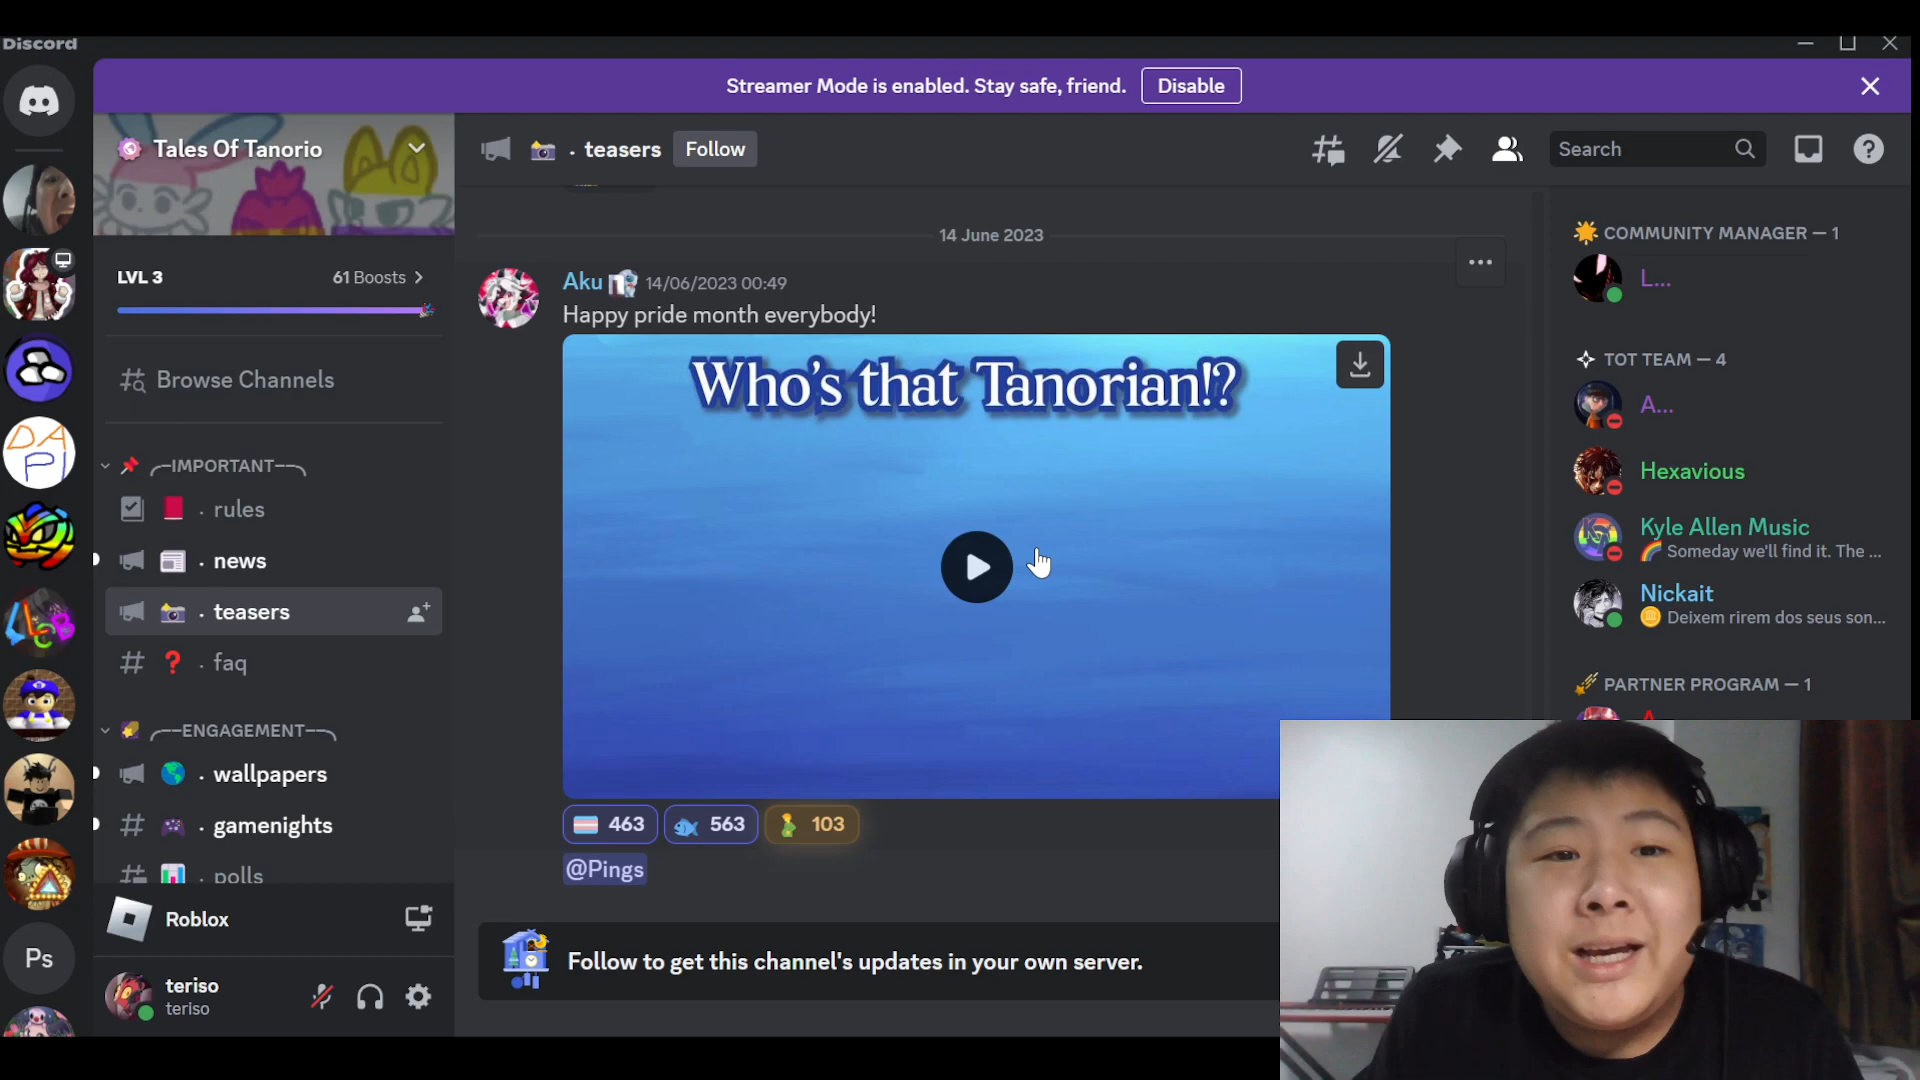 Discord
Streamer Mode is enabled. Stay safe, friend.
Disable
Tales Of Tanorio
teasers
Follow
Search
LVL 3
61 Boosts
Browse Channels
IMPORTANT
rules
news
teasers
faq
ENGAGEMENT
wallpapers
gamenights
polls
Roblox
Ps
teriso
teriso
14 June 2023
Aku 14/06/2023 00:49
Happy pride month everybody!
Who's that Tanorian!?
463
563
103
@Pings
Follow to get this channel's updates in your own server.
COMMUNITY MANAGER — 1
L...
TOT TEAM — 4
A...
Hexavious
Kyle Allen Music
Someday we'll find it. The ...
Nickait
Deixem rirem dos seus son...
PARTNER PROGRAM — 1